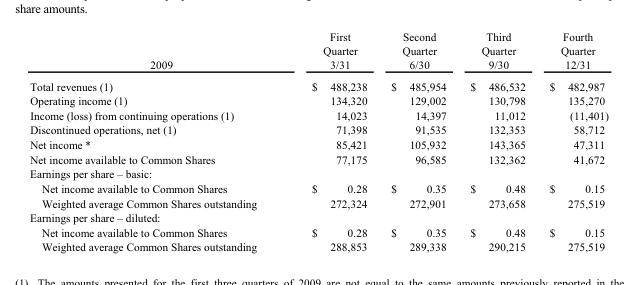 share amounts.
First Second Third Fourth
Quarter Quarter Quarter Quarter
2009 3/31 6/30 9/30 12/31
Total revenues (1) $ 488,238 $ 485,954 $ 486,532 $ 482,987
Operating income (1) 134,320 129,002 130,798 135,270
Income (loss) from continuing operations (1) 14,023 14,397 11,012 (11,401)
Discontinued operations, net (1) 71,398 91,535 132,353 58,712
Net income * 85,421 105,932 143,365 47,311
Net income available to Common Shares 77,175 96,585 132,362 41,672
Earnings per share – basic:
Net income available to Common Shares $ 0.28 $ 0.35 $ 0.48 $ 0.15
Weighted average Common Shares outstanding 272,324 272,901 273,658 275,519
Earnings per share – diluted:
Net income available to Common Shares $ 0.28 $ 0.35 $ 0.48 $ 0.15
Weighted average Common Shares outstanding 288,853 289,338 290,215 275,519
(1) The amounts presented for the first three quarters of 2009 are not equal to the same amounts previously reported in the